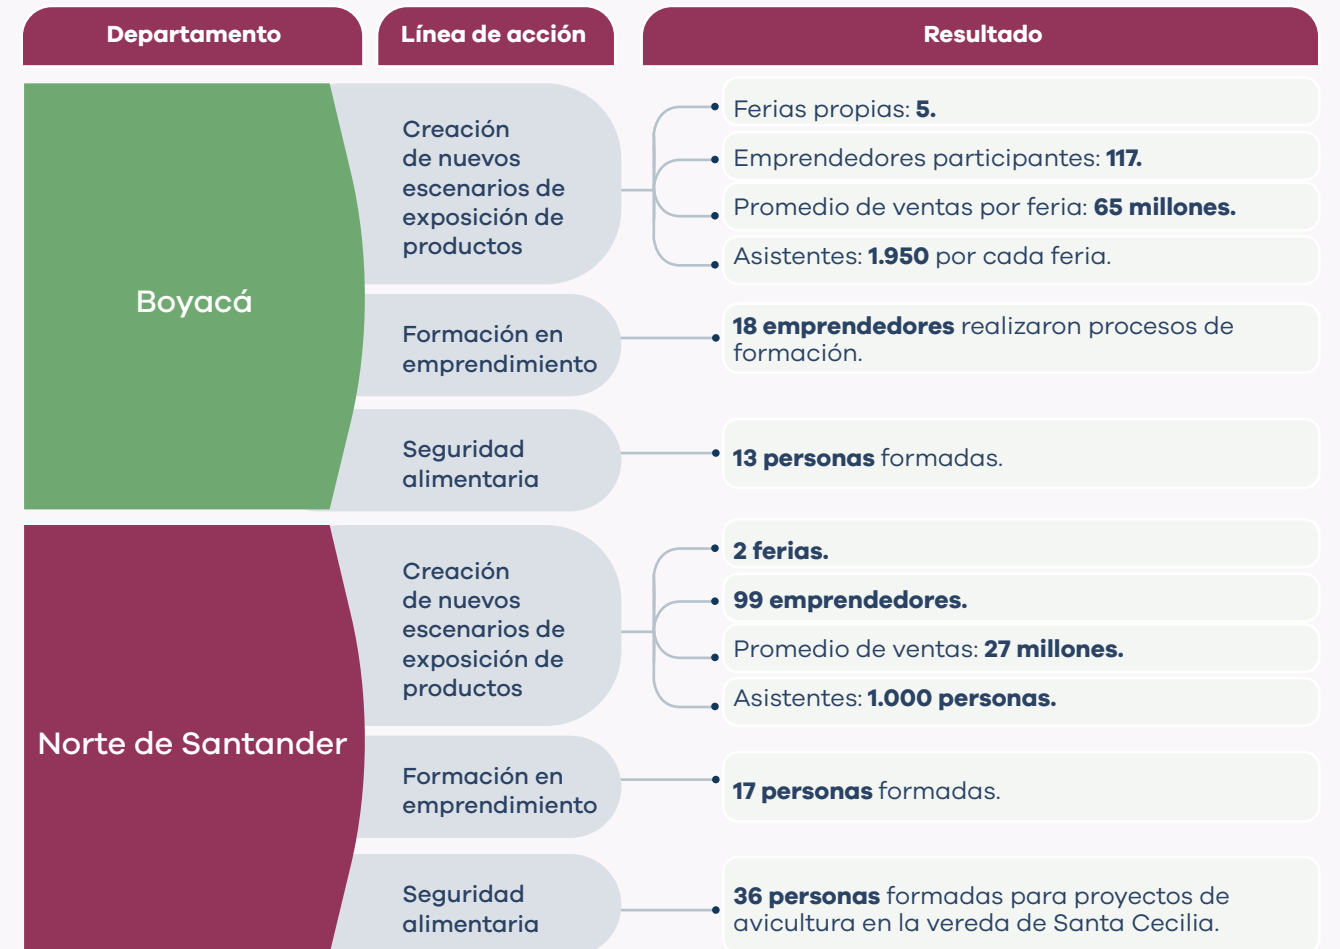 Departamento
Línea de acción
Resultado
Boyacá
Creación
de nuevos
escenarios de
exposición de
productos
Ferias propias: 5.
Emprendedores participantes: 117.
Promedio de ventas por feria: 65 millones.
Asistentes: 1.950 por cada feria.
Formación en
emprendimiento
18 emprendedores realizaron procesos de
formación.
Seguridad
alimentaria
13 personas formadas.
Norte de Santander
Creación
de nuevos
escenarios de
exposición de
productos
2 ferias.
99 emprendedores.
Promedio de ventas: 27 millones.
Asistentes: 1.000 personas.
Formación en
emprendimiento
17 personas formadas.
Seguridad
alimentaria
36 personas formadas para proyectos de
avicultura en la vereda de Santa Cecilia.